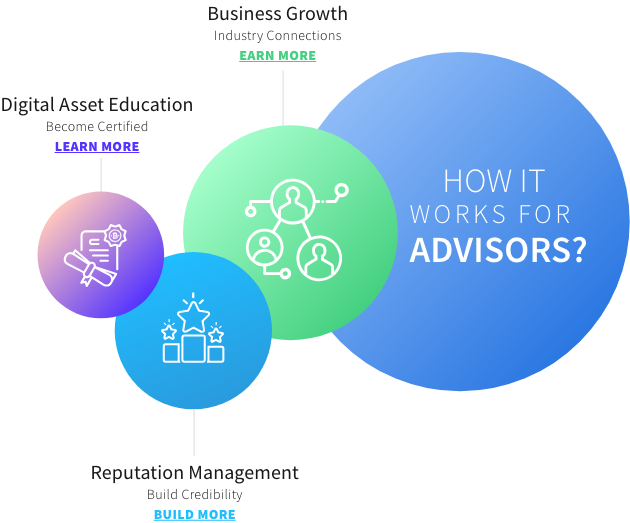 Business Growth
Industry Connections
EARN MORE
Digital Asset Education
Become Certified
LEARN MORE
HOW IT
WORKS FOR
ADVISORS?
Reputation Management
Build Credibility
BUILD MORE